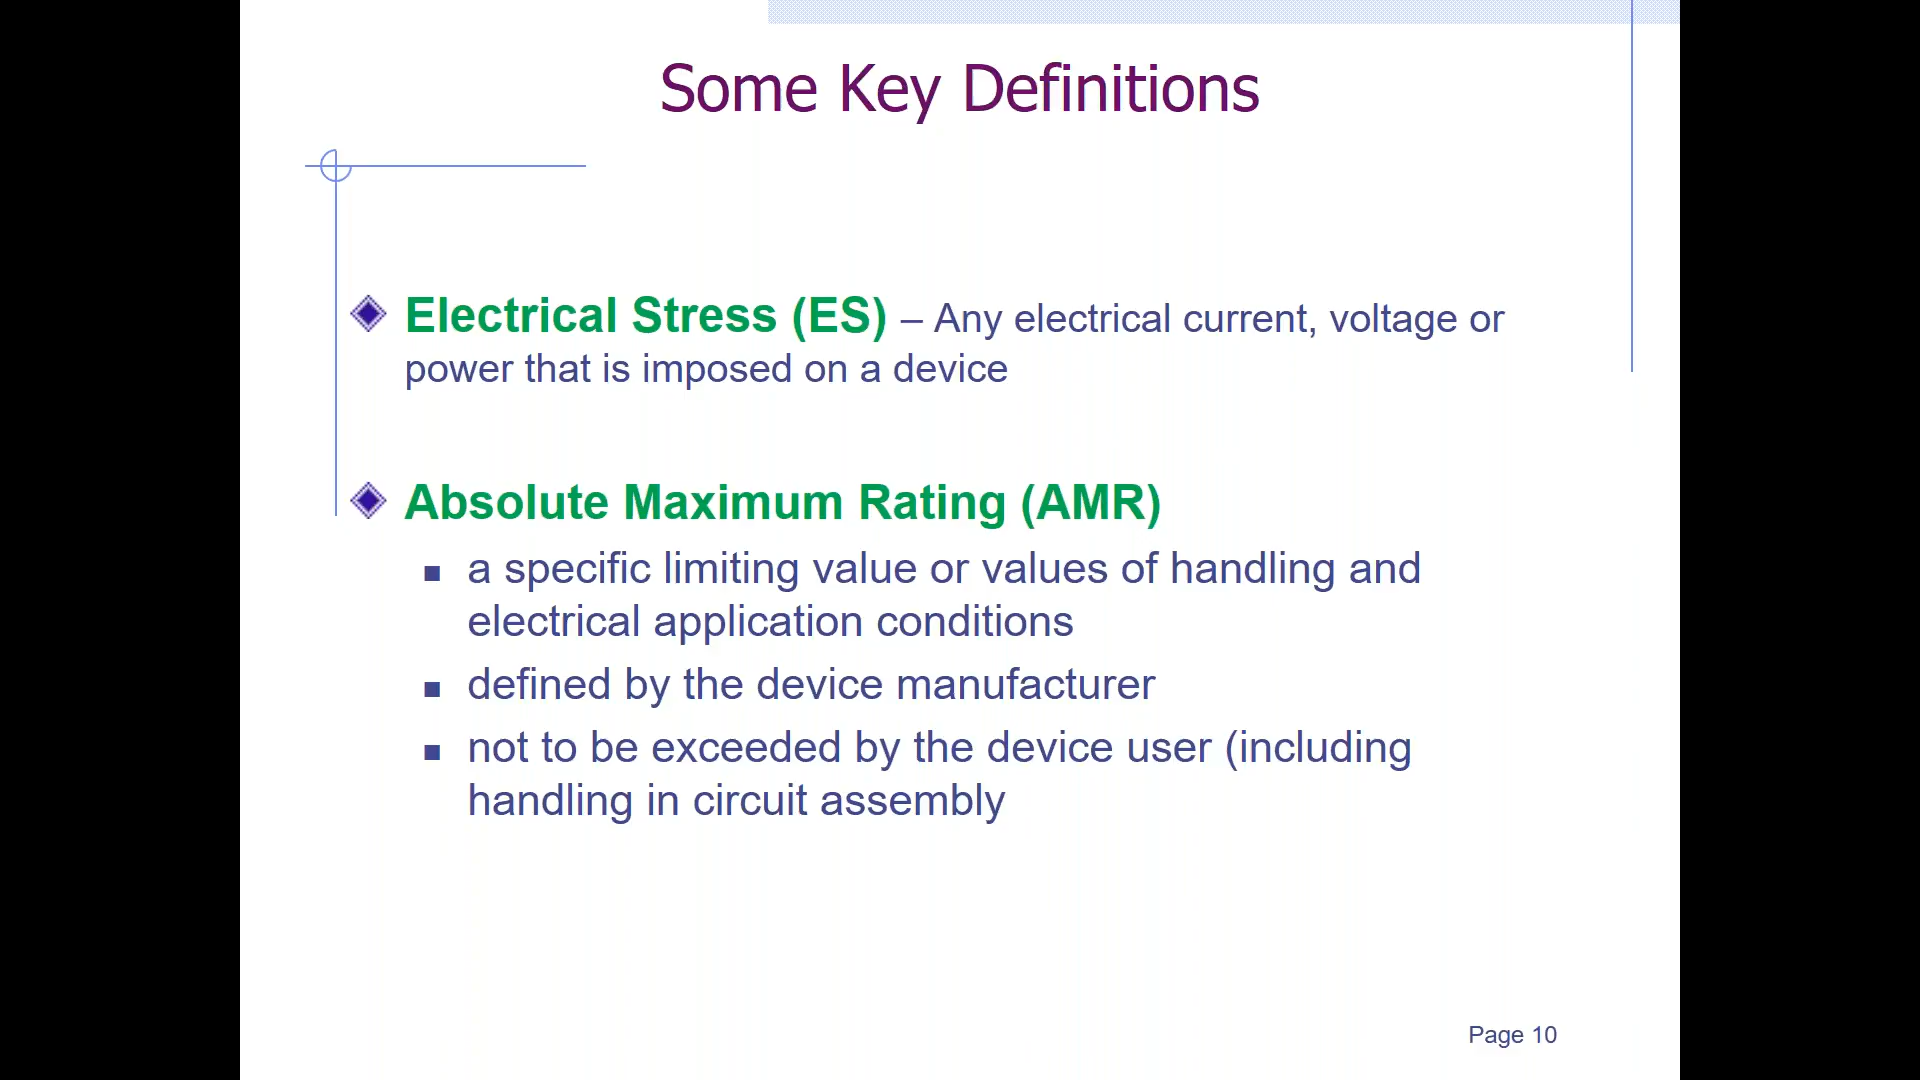 Some Key Definitions
Electrical Stress (ES) – Any electrical current, voltage or
power that is imposed on a device
Absolute Maximum Rating (AMR)
a specific limiting value or values of handling and
electrical application conditions
defined by the device manufacturer
not to be exceeded by the device user (including
handling in circuit assembly
Page 10